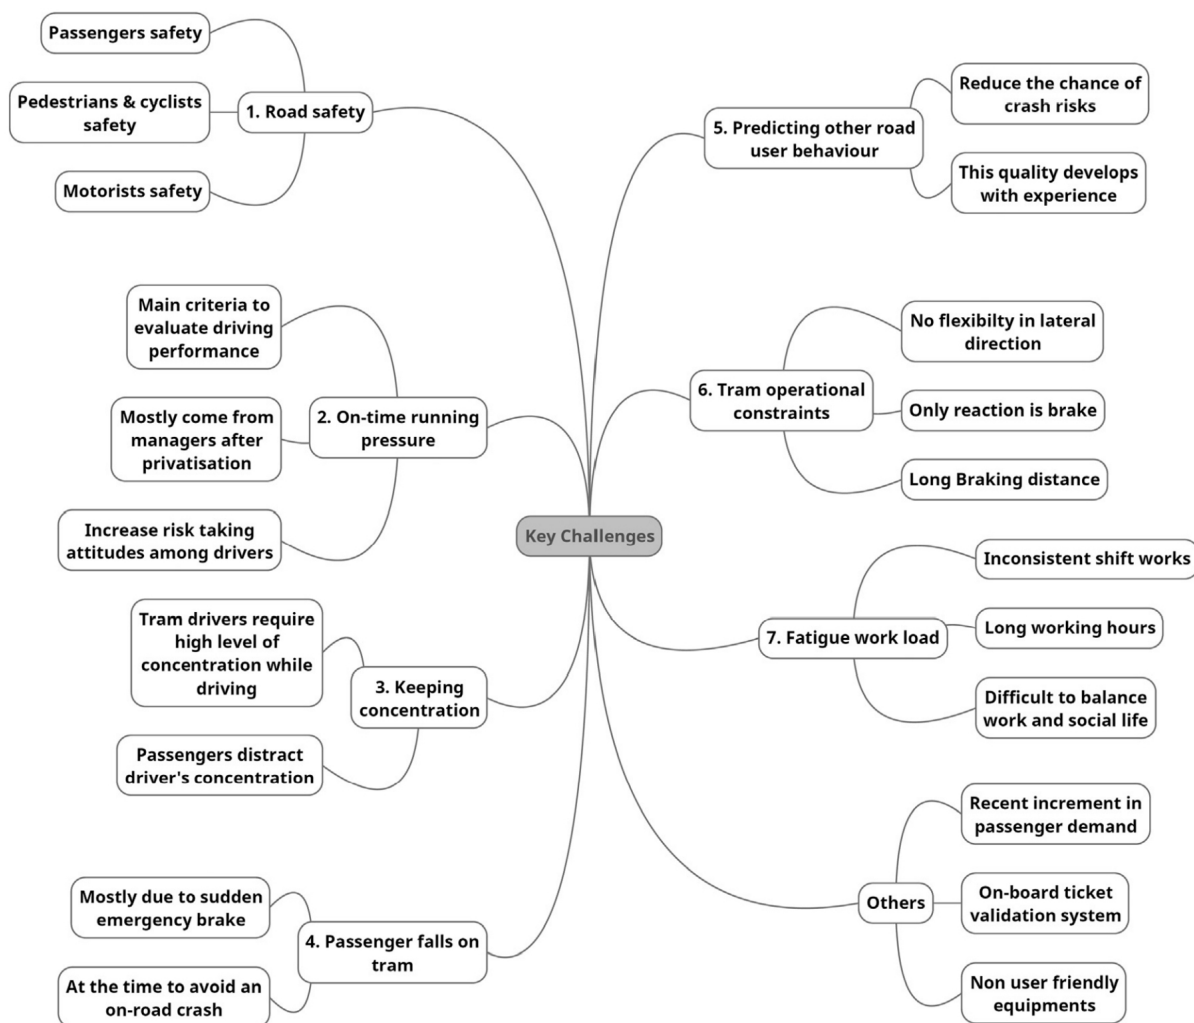 Passengers safety
Pedestrians & cyclists
safety
Motorists safety
1. Road safety
Main criteria to
evaluate driving
performance
Mostly come from
managers after
privatisation
Increase risk taking
attitudes among drivers
2. On-time running
pressure
Tram drivers require
high level of
concentration while
driving
Passengers distract
driver's concentration
3. Keeping
concentration
Mostly due to sudden
emergency brake
At the time to avoid an
on-road crash
4. Passenger falls on
tram
Key Challenges
5. Predicting other road
user behaviour
Reduce the chance of
crash risks
This quality develops
with experience
6. Tram operational
constraints
No flexibilty in lateral
direction
Only reaction is brake
Long Braking distance
7. Fatigue work load
Inconsistent shift works
Long working hours
Difficult to balance
work and social life
Others
Recent increment in
passenger demand
On-board ticket
validation system
Non user friendly
equipments